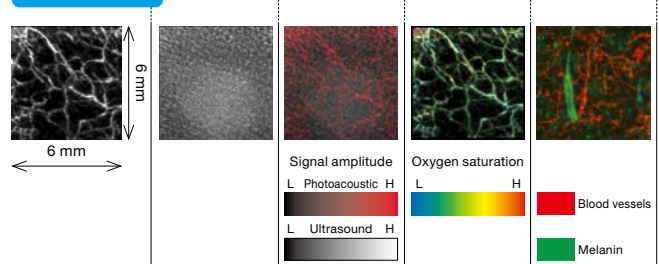 6 mm
6 mm
Signal amplitude
L Photoacoustic H
L Ultrasound H
Oxygen saturation
L H
Blood vessels
Melanin